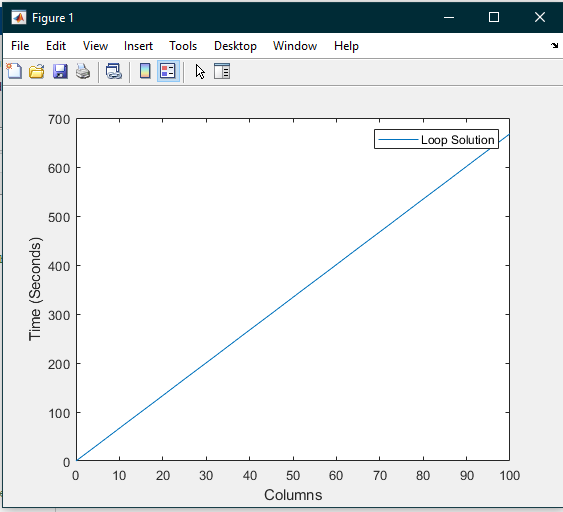 Figure 1
File Edit View Insert Tools Desktop Window Help
Loop Solution
700
600
500
400
300
200
100
0
Time (Seconds)
0 10 20 30 40 50 60 70 80 90 100
Columns